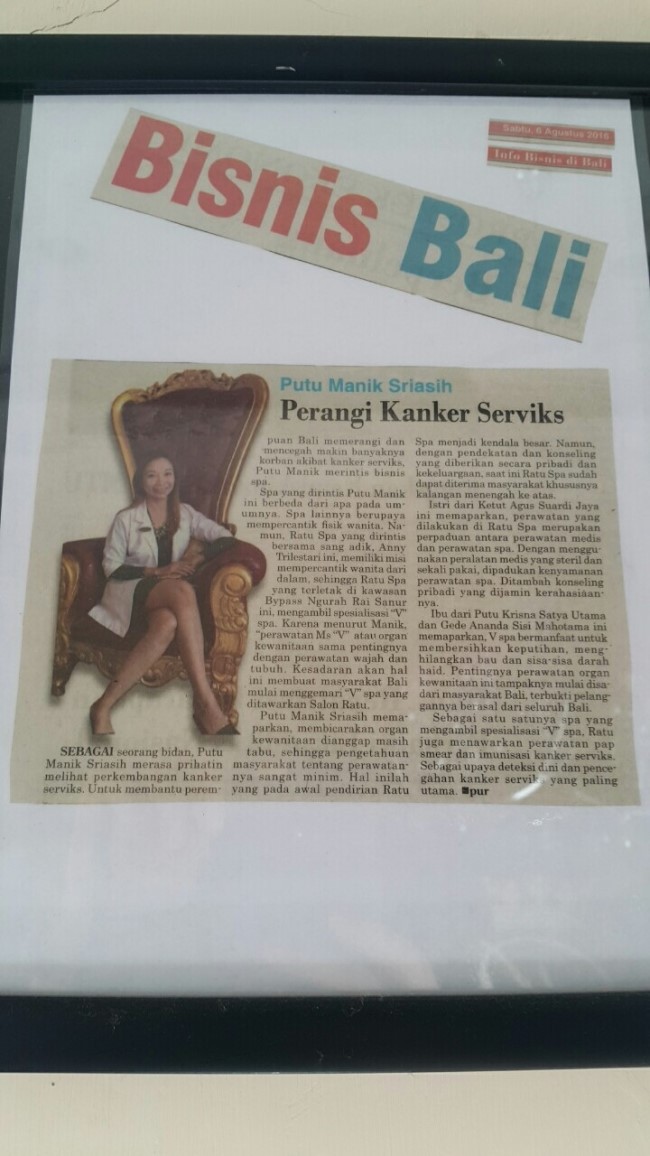 Bisnis Bali
Sabtu, 6 Agustus 2016
Info Bisnis di Bali
Putu Manik Sriasih
Perangi Kanker Serviks
SEBAGAI seorang bidan, Putu
Manik Sriasih merasa prihatin
melihat perkembangan kanker
serviks. Untuk membantu perem-
puan Bali memerangi dan
mencegah makin banyaknya
korban akibat kanker serviks,
Putu Manik merintis bisnis
spa.
Spa yang dirintis Putu Manik
ini berbeda dari apa pada um-
umnya. Spa lainnya berupaya
mempercantik fisik wanita. Na-
mun, Ratu Spa yang dirintis
bersama sang adik, Anny
Trilestari ini, memiliki misi
mempercantik wanita dari
dalam, sehingga Ratu Spa
yang terletak di kawasan
Bypass Ngurah Rai Sanur
ini, mengambil spesialisasi "V"
spa. Karena menurut Manik,
"perawatan Ms "V" atau organ
kewanitaan sama pentingnya
dengan perawatan wajah dan
tubuh. Kesadaran akan hal
ini membuat masyarakat Bali
mulai menggemari "V" spa yang
ditawarkan Salon Ratu.
Putu Manik Sriasih mema-
parkan, membicarakan organ
kewanitaan dianggap masih
tabu, sehingga pengetahuan
masyarakat tentang perawatan-
nya sangat minim. Hal inilah
yang pada awal pendirian Ratu
Spa menjadi kendala besar. Namun,
dengan pendekatan dan konseling
yang diberikan secara pribadi dan
kekeluargaan, saat ini Ratu Spa sudah
dapat diterima masyarakat khususnya
kalangan menengah ke atas.
Istri dari Ketut Agus Suardi Jaya
ini memaparkan, perawatan yang
dilakukan di Ratu Spa merupakan
perpaduan antara perawatan medis
dan perawatan spa. Dengan menggu-
nakan peralatan medis yang steril dan
sekali pakai, dipadukan kenyamanan
perawatan spa. Ditambah konseling
pribadi yang dijamin kerahasiaan-
nya.
Ibu dari Putu Krisna Satya Utama
dan Gede Ananda Sisi Mahotama ini
memaparkan, V spa bermanfaat untuk
membersihkan keputihan, meng-
hilangkan bau dan sisa-sisa darah
haid. Pentingnya perawatan organ
kewanitaan ini tampaknya mulai disa-
dari masyarakat Bali, terbukti pelang-
gannya berasal dari seluruh Bali.
Sebagai satu satunya spa yang
mengambil spesialisasi "V" spa, Ratu
juga menawarkan perawatan pap
smear dan imunisasi kanker serviks.
Sebagai upaya deteksi dini dan pence-
gahan kanker serviks yang paling
utama. ■pur